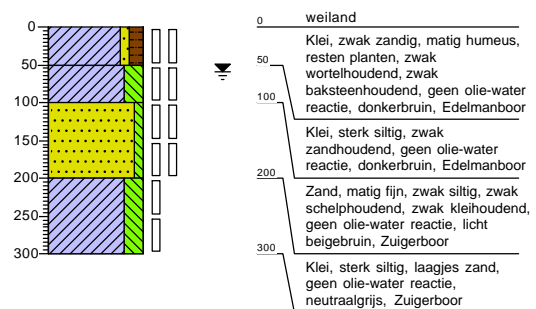 0
50
100
150
200
250
300
0
weiland
Klei, zwak zandig, matig humeus,
resten planten, zwak
wortelhoudend, zwak
baksteenhoudend, geen olie-water
reactie, donkerbruin, Edelmanboor
50
Klei, sterk siltig, zwak
zandhoudend, geen olie-water
reactie, donkerbruin, Edelmanboor
100
Zand, matig fijn, zwak siltig, zwak
schelphoudend, zwak kleihoudend,
geen olie-water reactie, licht
beigebruin, Zuigerboor
200
Klei, sterk siltig, laagjes zand,
geen olie-water reactie,
neutraalgrijs, Zuigerboor
300